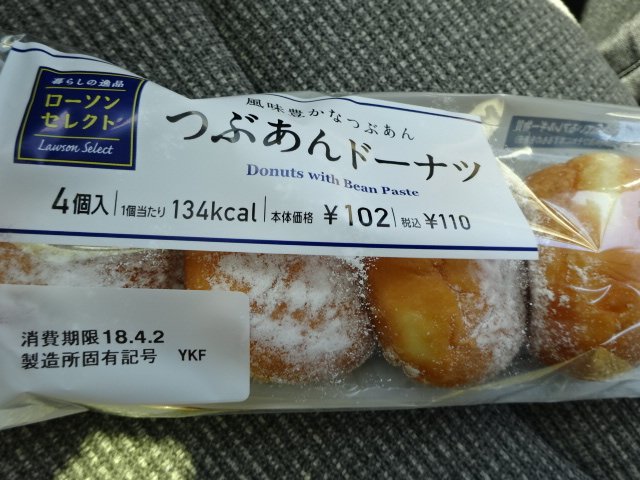 暮らしの逸品
ローソン
セレクト
Lawson Select
風味豊かなつぶあん
つぶあんドーナツ
Donuts with Bean Paste
4個入 1個当たり 134kcal 本体価格 ¥102 税込 ¥110
消費期限18.4.2
製造所固有記号 YKF